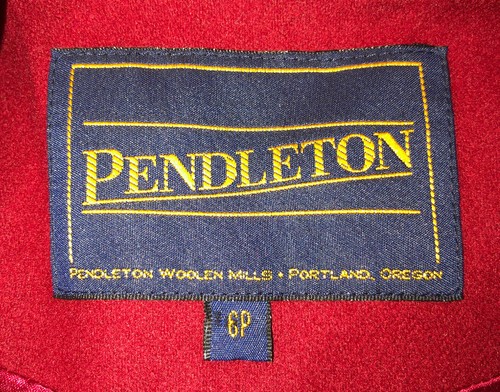 PENDLETON
PENDLETON WOOLEN MILLS • PORTLAND, OREGON
6P